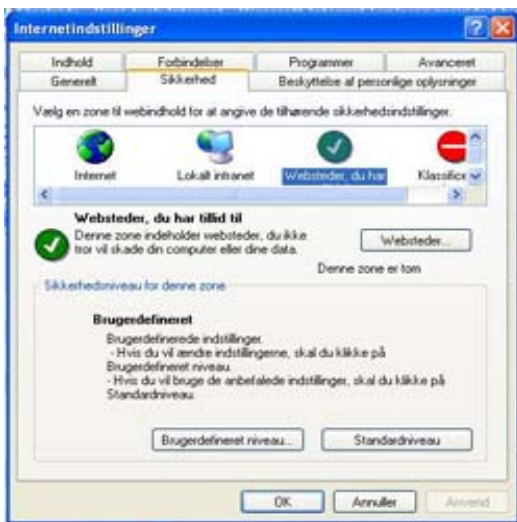 Internetindstillinger
Indhold Forbindelser Programmer Avanceret
Generelt Sikkerhed Beskyttelse af personlige oplysninger
Vælg en zone til webindhold for at angive de tilhørende sikkerhedsindstillinger.
Internet Lokalt intranet Websteder, du har Klassifice
Websteder, du har tillid til
Denne zone indeholder websteder, du ikke
tror vil skade din computer eller dine data.
Websteder...
Denne zone er tom
Sikkerhedsniveau for denne zone
Brugerdefineret
Brugerdefinerede indstillinger.
- Hvis du vil ændre indstillingerne, skal du klikke på
Brugerdefineret niveau.
- Hvis du vil bruge de anbefalede indstillinger, skal du klikke på
Standardniveau.
Brugerdefineret niveau... Standardniveau
OK Annuller Anvend